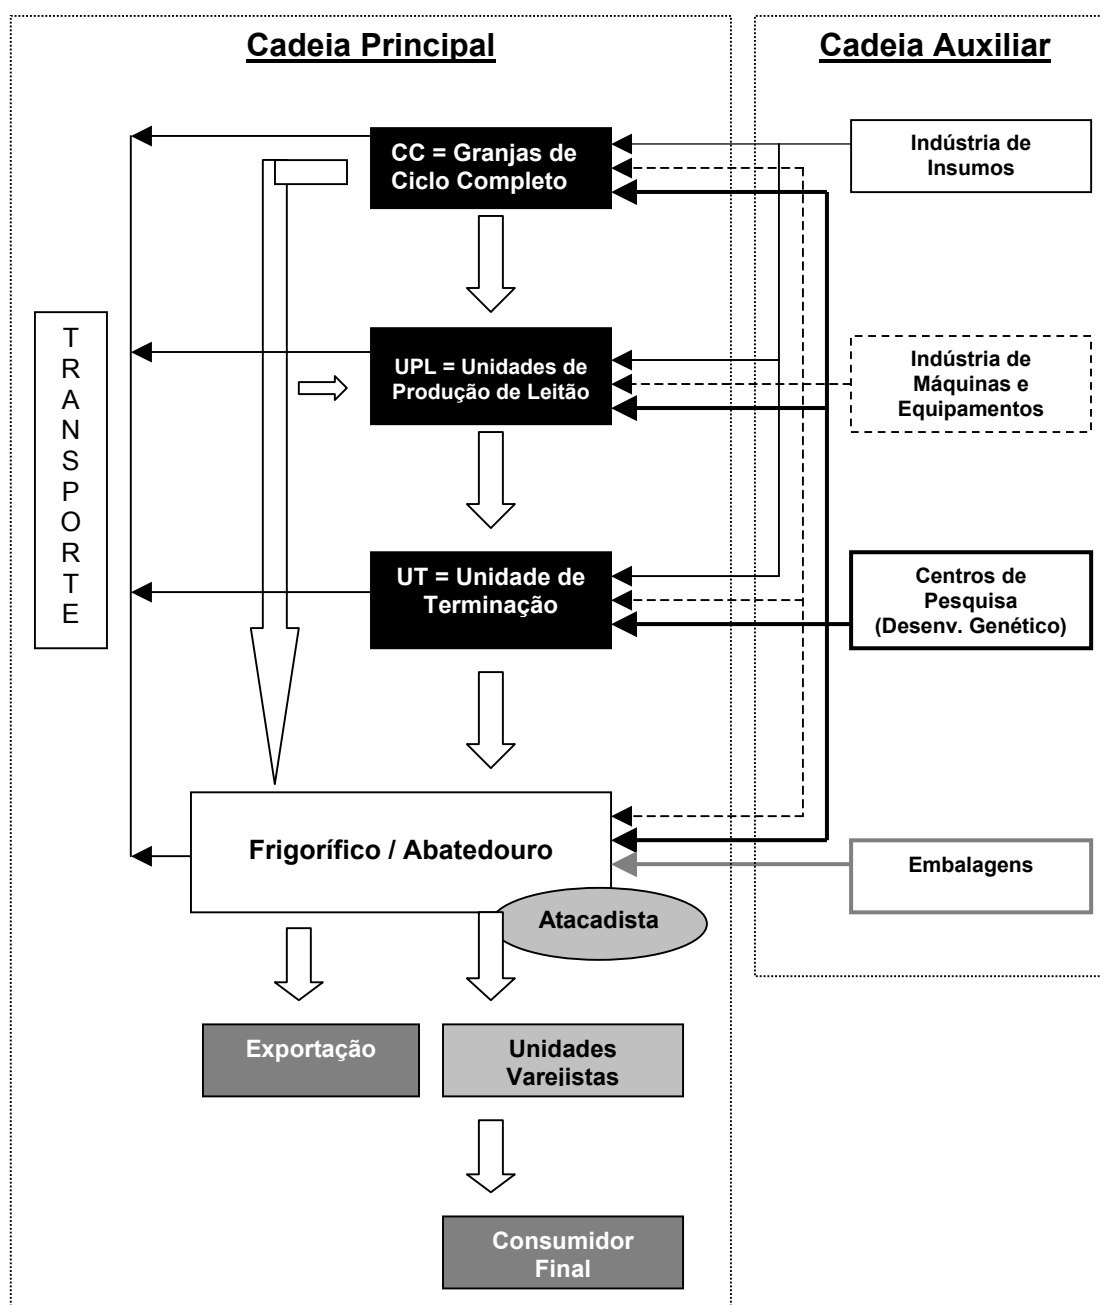 Cadeia Principal
Cadeia Auxiliar
CC = Granjas de
Ciclo Completo
Indústria de
Insumos
TRANSPORTE
UPL = Unidades de
Produção de Leitão
Indústria de
Máquinas e
Equipamentos
UT = Unidade de
Terminação
Centros de
Pesquisa
(Desenv. Genético)
Frigorífico / Abatedouro
Embalagens
Atacadista
Exportação
Unidades
Varejistas
Consumidor
Final